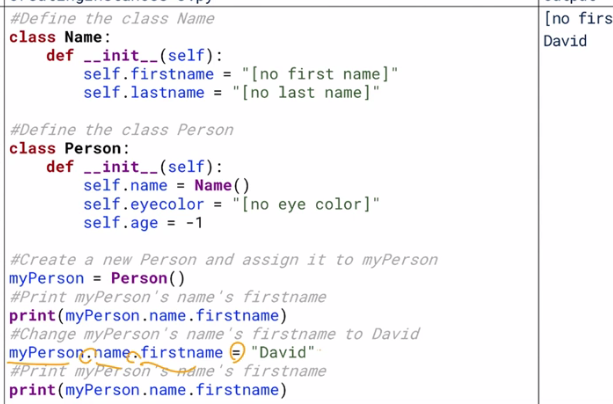 #Define the class Name
class Name:
    def __init__(self):
        self.firstname = "[no first name]"
        self.lastname = "[no last name]"
#Define the class Person
class Person:
    def __init__(self):
        self.name = Name()
        self.eyecolor = "[no eye color]"
        self.age = -1
#Create a new Person and assign it to myPerson
myPerson = Person()
#Print myPerson's name's firstname
print(myPerson.name.firstname)
#Change myPerson's name's firstname to David
myPerson.name.firstname = "David"
#Print myPerson's name's firstname
print(myPerson.name.firstname)
[no firs
David